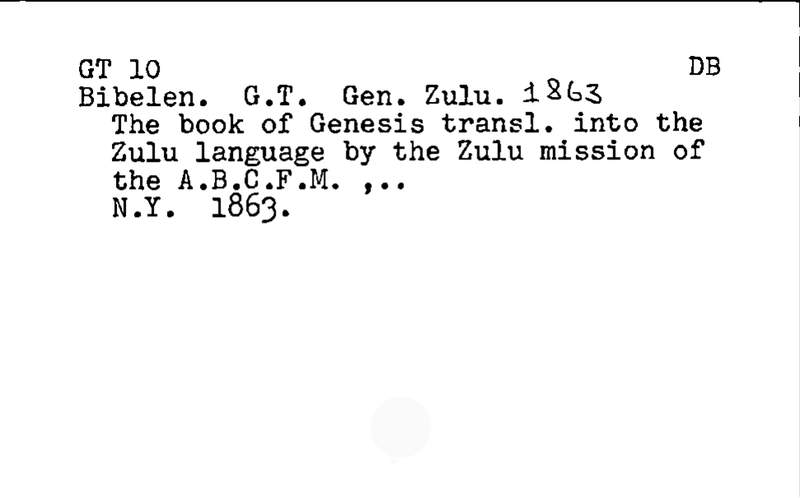 GT 10 DB
Bibelen. G.T. Gen. Zulu. 1863
The book of Genesis transl. into the
Zulu language by the Zulu mission of
the A.B.C.F.M. ,..
N.Y. 1863.